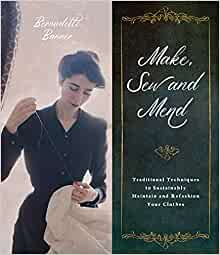 Bernadette
Banner
Make,
Sew and
Mend
Traditional Techniques
to Sustainably
Maintain and Refashion
Your Clothes